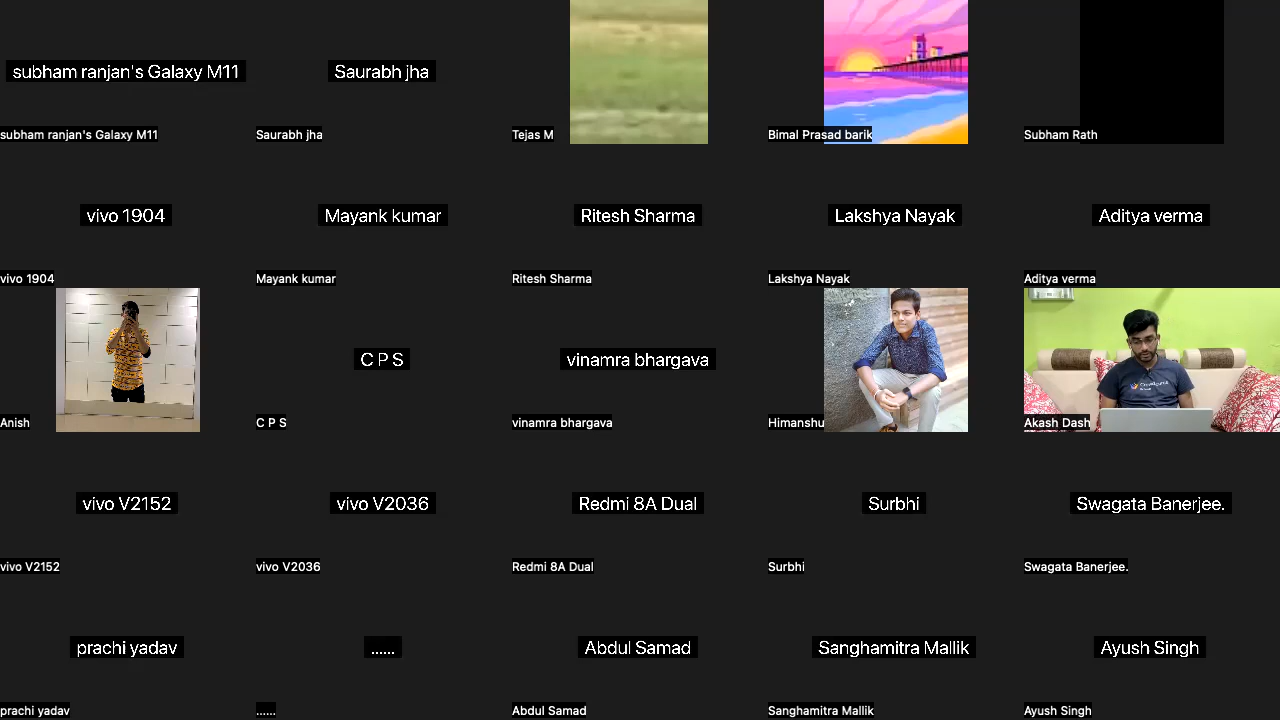 subham ranjan's Galaxy M11
Saurabh jha
subham ranjan's Galaxy M11
Saurabh jha
Tejas M
Bimal Prasad barik
Subham Rath
vivo 1904
Mayank kumar
Ritesh Sharma
Lakshya Nayak
Aditya verma
vivo 1904
Mayank kumar
Ritesh Sharma
Lakshya Nayak
Aditya verma
C P S
vinamra bhargava
Anish
C P S
vinamra bhargava
Himanshu
Akash Dash
vivo V2152
vivo V2036
Redmi 8A Dual
Surbhi
Swagata Banerjee.
vivo V2152
vivo V2036
Redmi 8A Dual
Surbhi
Swagata Banerjee.
prachi yadav
......
Abdul Samad
Sanghamitra Mallik
Ayush Singh
prachi yadav
......
Abdul Samad
Sanghamitra Mallik
Ayush Singh